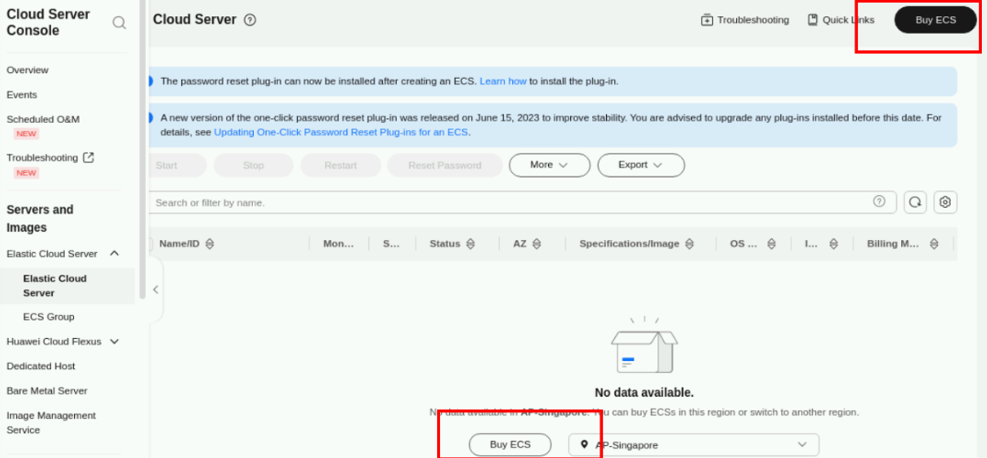 Cloud Server
Console
Overview
Events
Scheduled O&M
NEW
Troubleshooting
NEW
Servers and
Images
Elastic Cloud Server
Elastic Cloud
Server
ECS Group
Huawei Cloud Flexus
Dedicated Host
Bare Metal Server
Image Management
Service
Cloud Server
Troubleshooting Quick Links Buy ECS
The password reset plug-in can now be installed after creating an ECS. Learn how to install the plug-in.
A new version of the one-click password reset plug-in was released on June 15, 2023 to improve stability. You are advised to upgrade any plug-ins installed before this date. For
details, see Updating One-Click Password Reset Plug-ins for an ECS.
Start Stop Restart Reset Password More Export
Search or filter by name.
Name/ID Mon... S... Status AZ Specifications/Image OS ... I... Billing M...
No data available.
No data available in AP-Singapore. You can buy ECSs in this region or switch to another region.
Buy ECS AP-Singapore